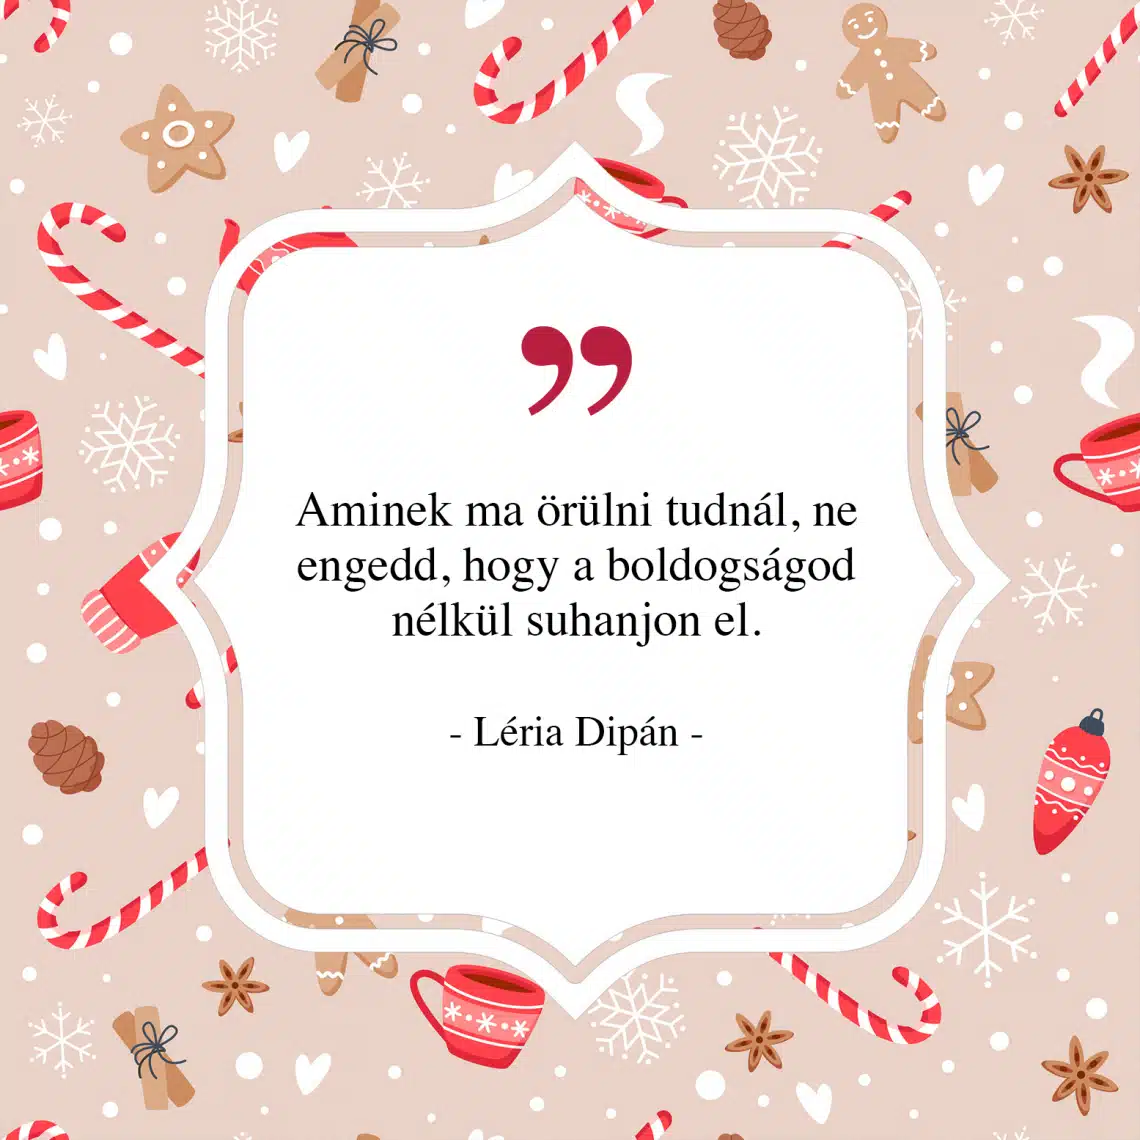 ”
Aminek ma örülni tudnál, ne
engedd, hogy a boldogságod
nélkül suhanjon el.
- Léria Dipán -